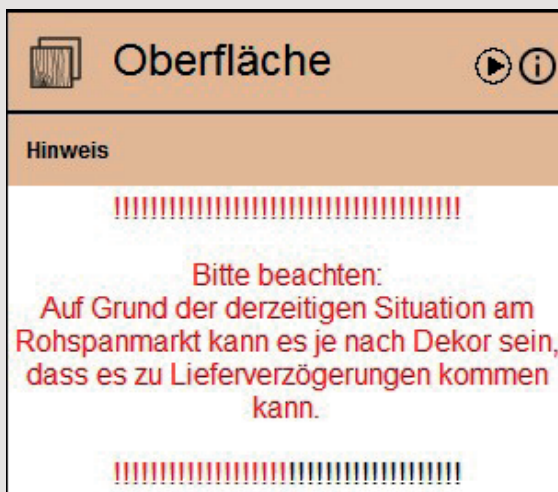 Oberfläche
Hinweis
!!!!!!!!!!!!!!!!!!!!!!!!!!!!!!!!!!!!!!
Bitte beachten:
Auf Grund der derzeitigen Situation am
Rohspanmarkt kann es je nach Dekor sein,
dass es zu Lieferverzögerungen kommen
kann.
!!!!!!!!!!!!!!!!!!!!!!!!!!!!!!!!!!!!!!